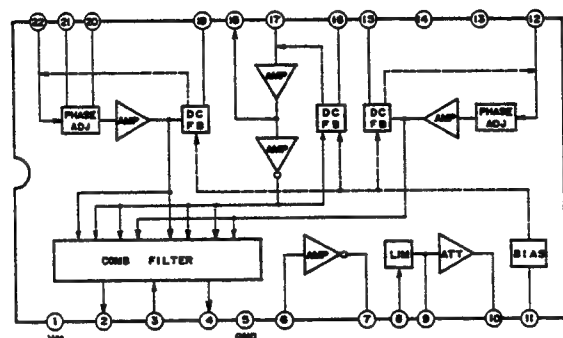 22 21 20 19 18 17 16 15 14 13 12
AMP
PHASE ADJ
AMP
DC FB
DC FB
DC FB
AMP
PHASE ADJ
AMP
COMB FILTER
AMP
LIM
ATT
BIAS
1 2 3 4 5 6 7 8 9 10 11
GND